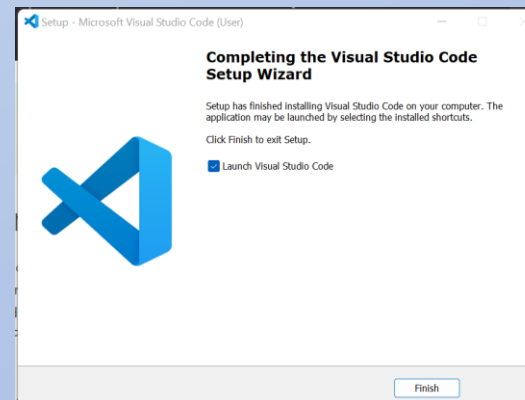 Setup - Microsoft Visual Studio Code (User)
Completing the Visual Studio Code
Setup Wizard
Setup has finished installing Visual Studio Code on your computer. The
application may be launched by selecting the installed shortcuts.
Click Finish to exit Setup.
Launch Visual Studio Code
Finish